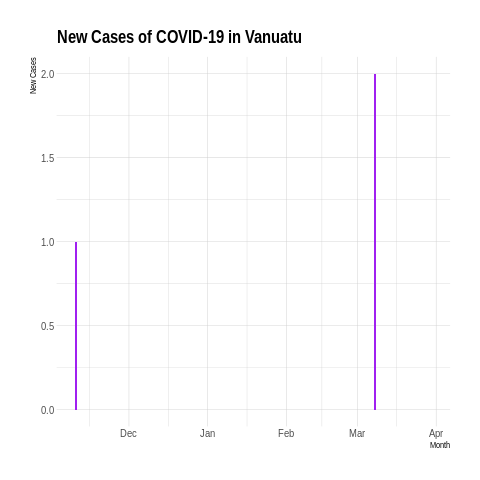 New Cases of COVID-19 in Vanuatu
New Cases
2.0
1.5
1.0
0.5
0.0
Dec Jan Feb Mar Apr
Month